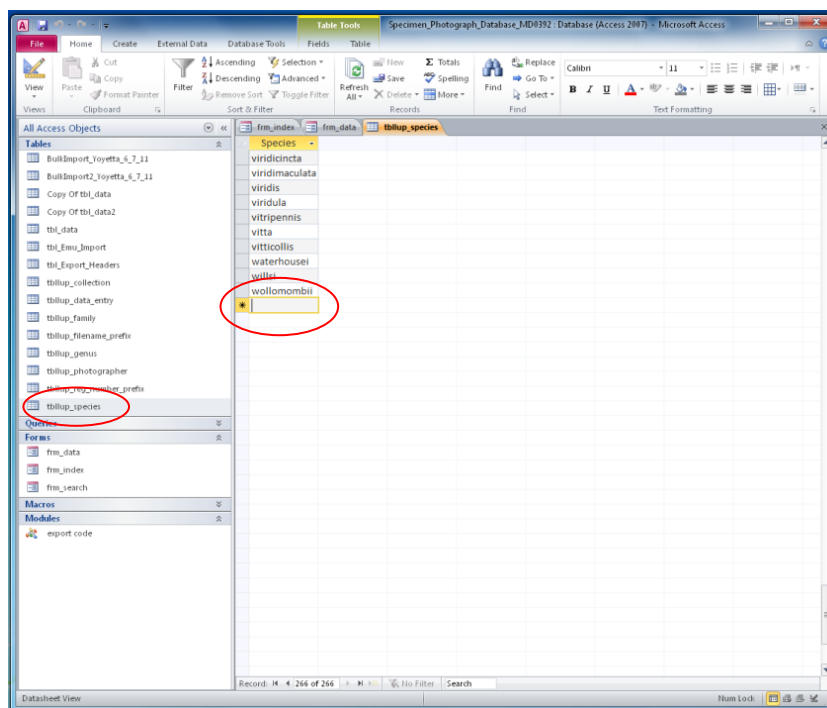 Table Tools Specimen_Photograph_Database_MD0392 : Database (Access 2007) - Microsoft Access
File Home Create External Data Database Tools Fields Table
View Paste Cut Copy Format Painter
Views Clipboard
Filter Ascending Descending Remove Sort Selection Advanced Toggle Filter
Sort & Filter
Refresh All New Save Delete Totals Spelling More
Records
Find Replace Go To Select
Find
Calibri 11
B I U A
Text Formatting
All Access Objects
Tables
BulkImport_Yoyetta_6_7_11
BulkImport2_Yoyetta_6_7_11
Copy Of tbl_data
Copy Of tbl_data2
tbl_data
tbl_Emu_Import
tbl_Export_Headers
tbllup_collection
tbllup_data_entry
tbllup_family
tbllup_filename_prefix
tbllup_genus
tbllup_photographer
tbllup_reg_number_prefix
tbllup_species
Queries
Forms
frm_data
frm_index
frm_search
Macros
Modules
export code
frm_index frm_data tbllup_species
Species
viridicincta
viridimaculata
viridis
viridula
vitripennis
vitta
vitticollis
waterhousei
willsi
wollomombii
Record: 266 of 266 No Filter Search
Datasheet View Num Lock